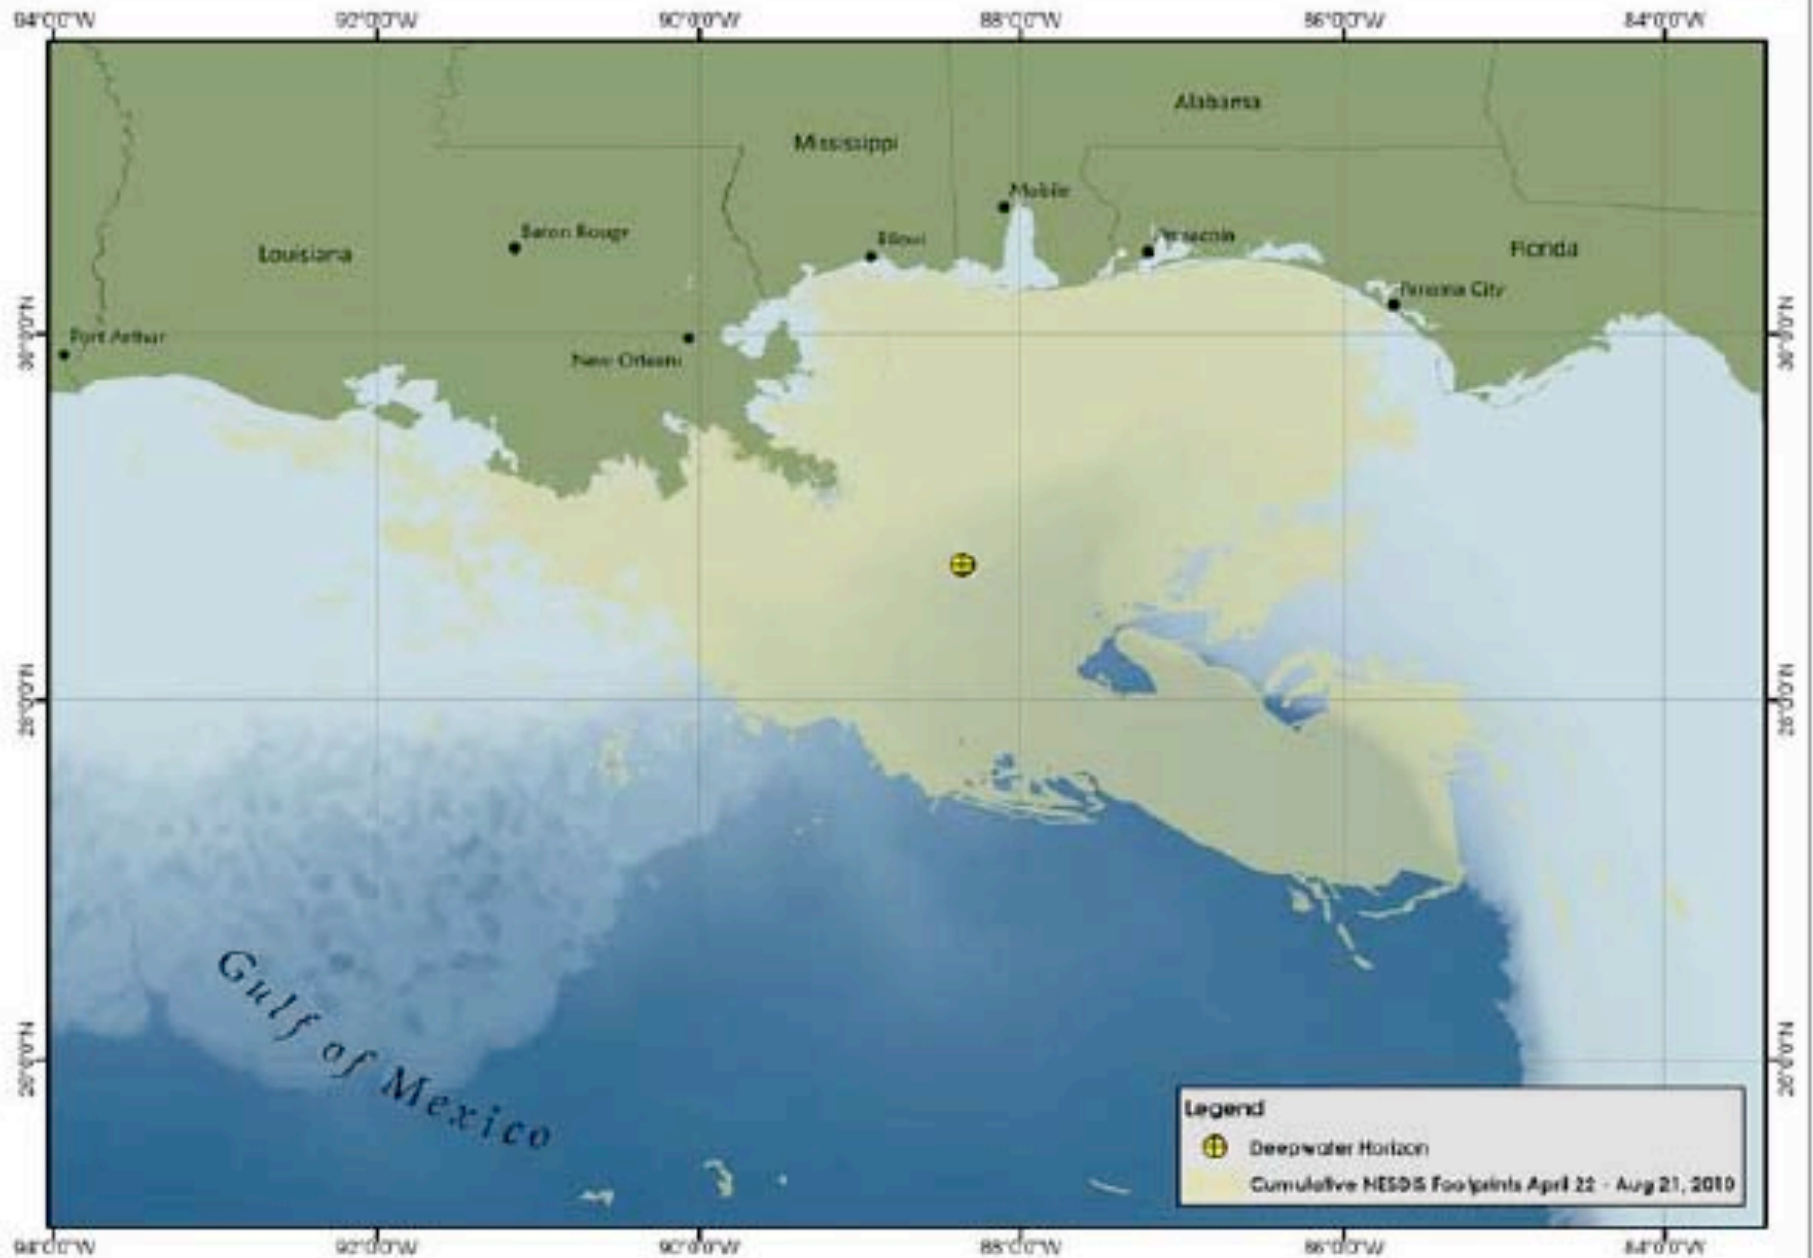 94°0'0"W 92°0'0"W 90°0'0"W 88°0'0"W 86°0'0"W 84°0'0"W
Alabama
Mississippi
Mobile
Baton Rouge
Biloxi
Pensacola
Louisiana
Florida
Panama City
30°0'0"N
30°0'0"N
Port Arthur
New Orleans
28°0'0"N
28°0'0"N
Gulf of Mexico
26°0'0"N
26°0'0"N
Legend
Deepwater Horizon
Cumulative NESDIS Footprints April 22 - Aug 21, 2010
94°0'0"W 92°0'0"W 90°0'0"W 88°0'0"W 86°0'0"W 84°0'0"W